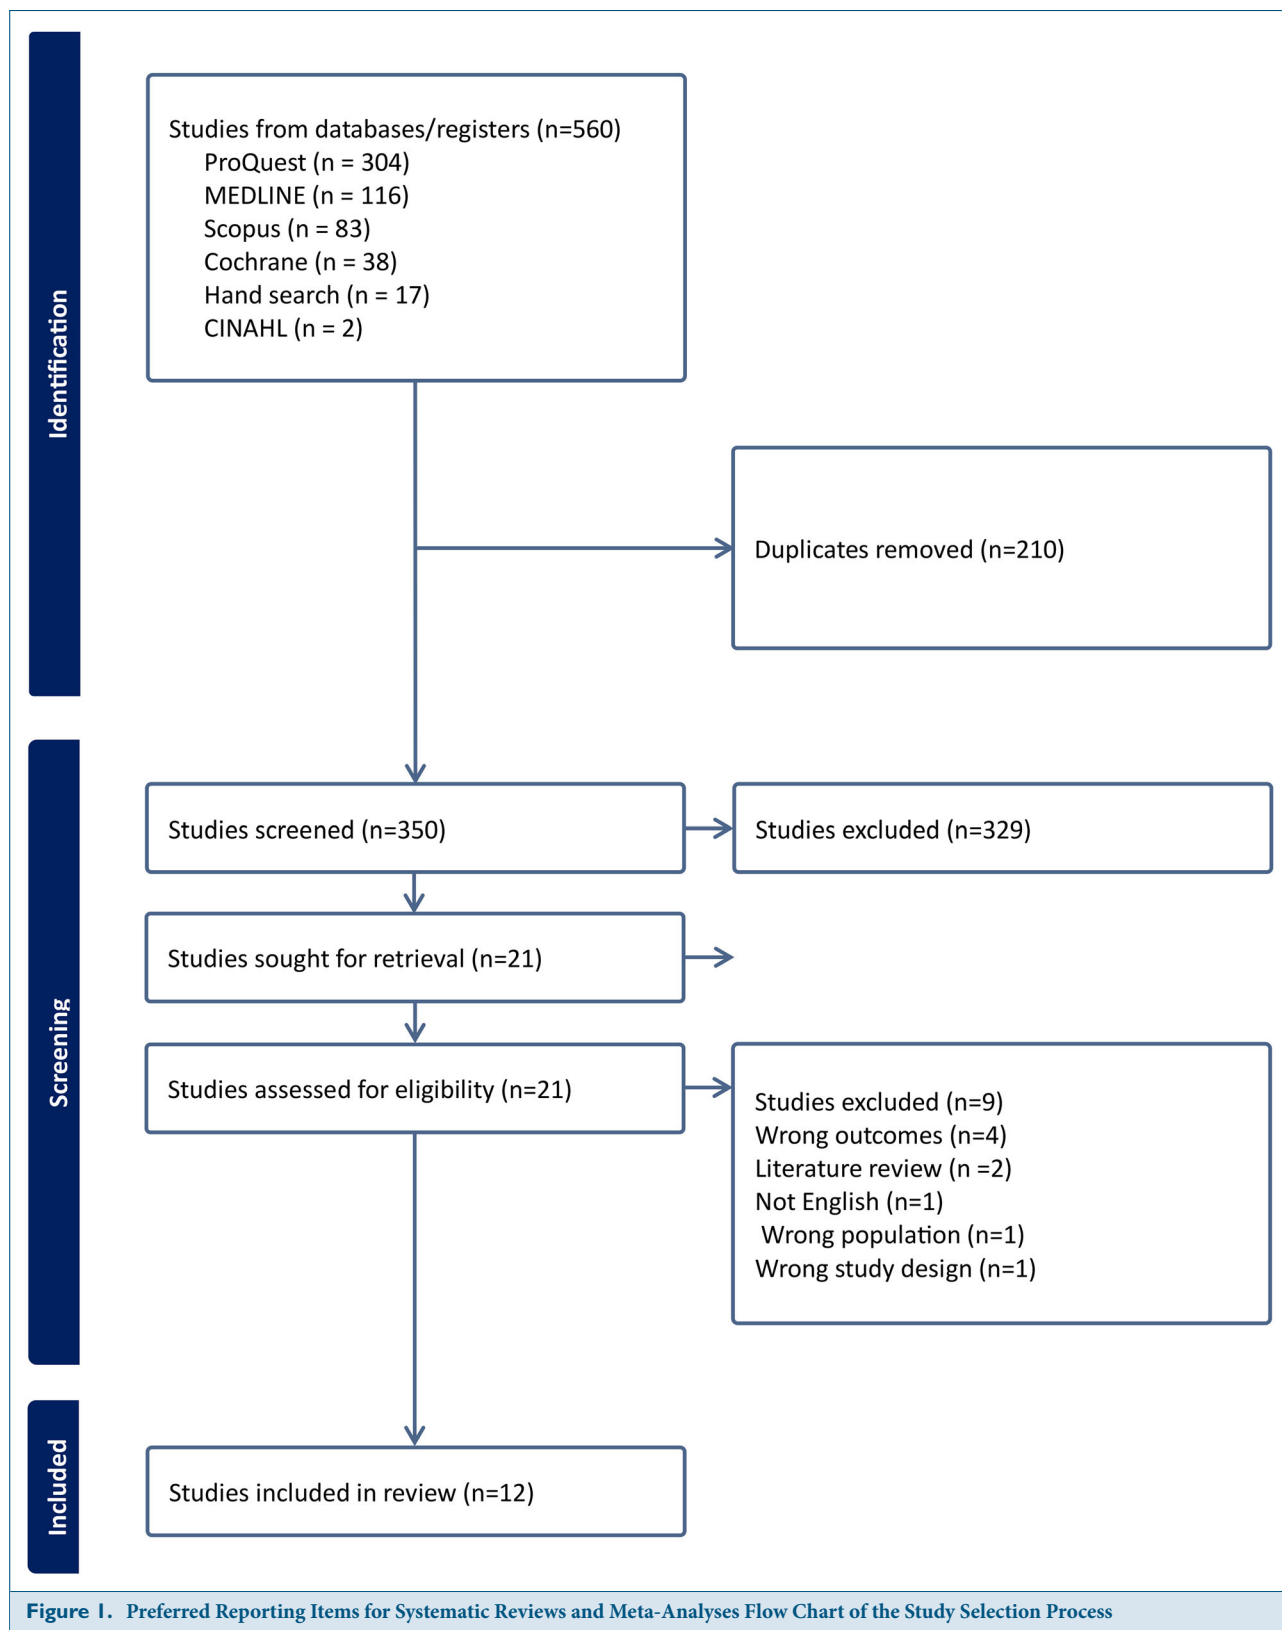 Identification
Studies from databases/registers (n=560)
ProQuest (n = 304)
MEDLINE (n = 116)
Scopus (n = 83)
Cochrane (n = 38)
Hand search (n = 17)
CINAHL (n = 2)
Duplicates removed (n=210)
Screening
Studies screened (n=350)
Studies excluded (n=329)
Studies sought for retrieval (n=21)
Studies assessed for eligibility (n=21)
Studies excluded (n=9)
Wrong outcomes (n=4)
Literature review (n =2)
Not English (n=1)
Wrong population (n=1)
Wrong study design (n=1)
Included
Studies included in review (n=12)
Figure 1. Preferred Reporting Items for Systematic Reviews and Meta-Analyses Flow Chart of the Study Selection Process